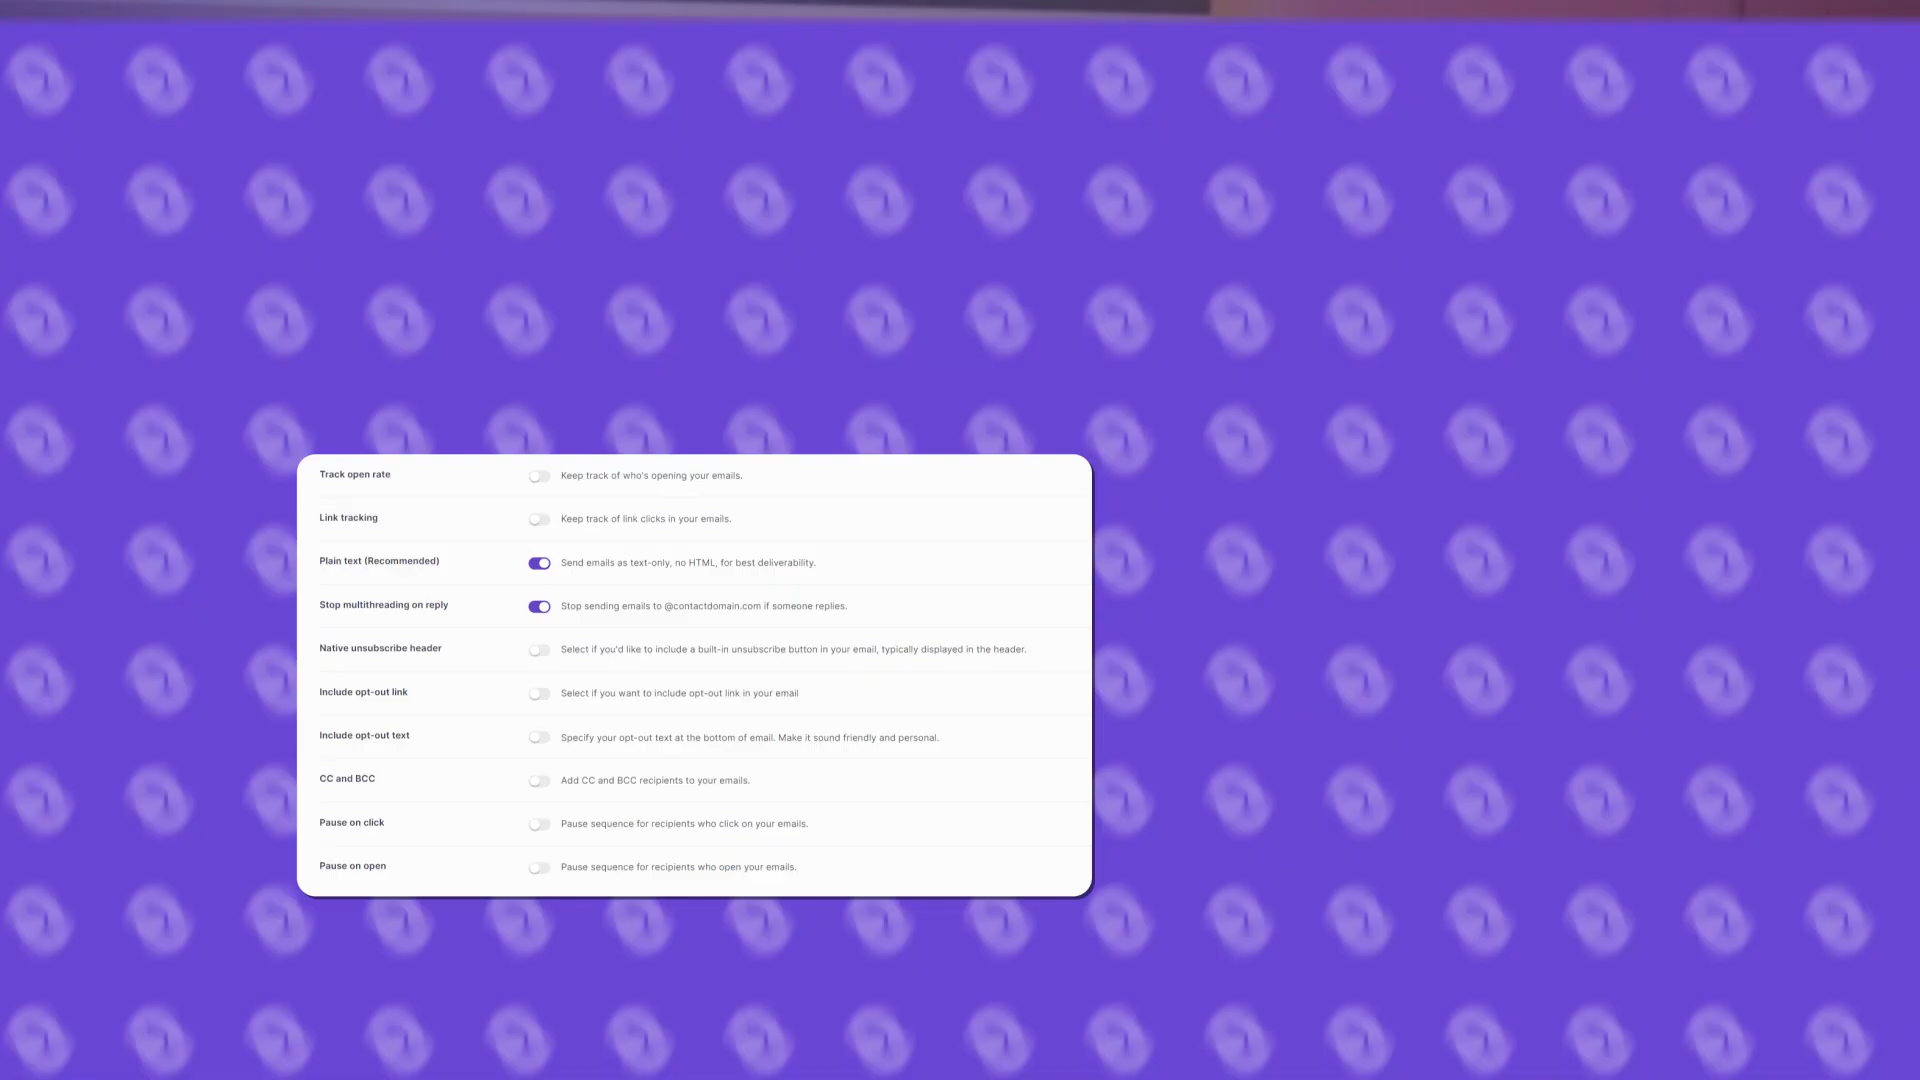 Track open rate
Keep track of who's opening your emails.
Link tracking
Keep track of link clicks in your emails.
Plain text (Recommended)
Send emails as text-only, no HTML, for best deliverability.
Stop multithreading on reply
Stop sending emails to @contactdomain.com if someone replies.
Native unsubscribe header
Select if you'd like to include a built-in unsubscribe button in your email, typically displayed in the header.
Include opt-out link
Select if you want to include opt-out link in your email
Include opt-out text
Specify your opt-out text at the bottom of email. Make it sound friendly and personal.
CC and BCC
Add CC and BCC recipients to your emails.
Pause on click
Pause sequence for recipients who click on your emails.
Pause on open
Pause sequence for recipients who open your emails.